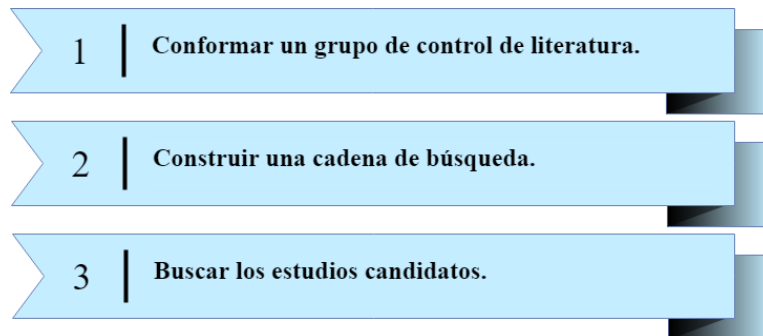 1 Conformar un grupo de control de literatura.
2 Construir una cadena de búsqueda.
3 Buscar los estudios candidatos.